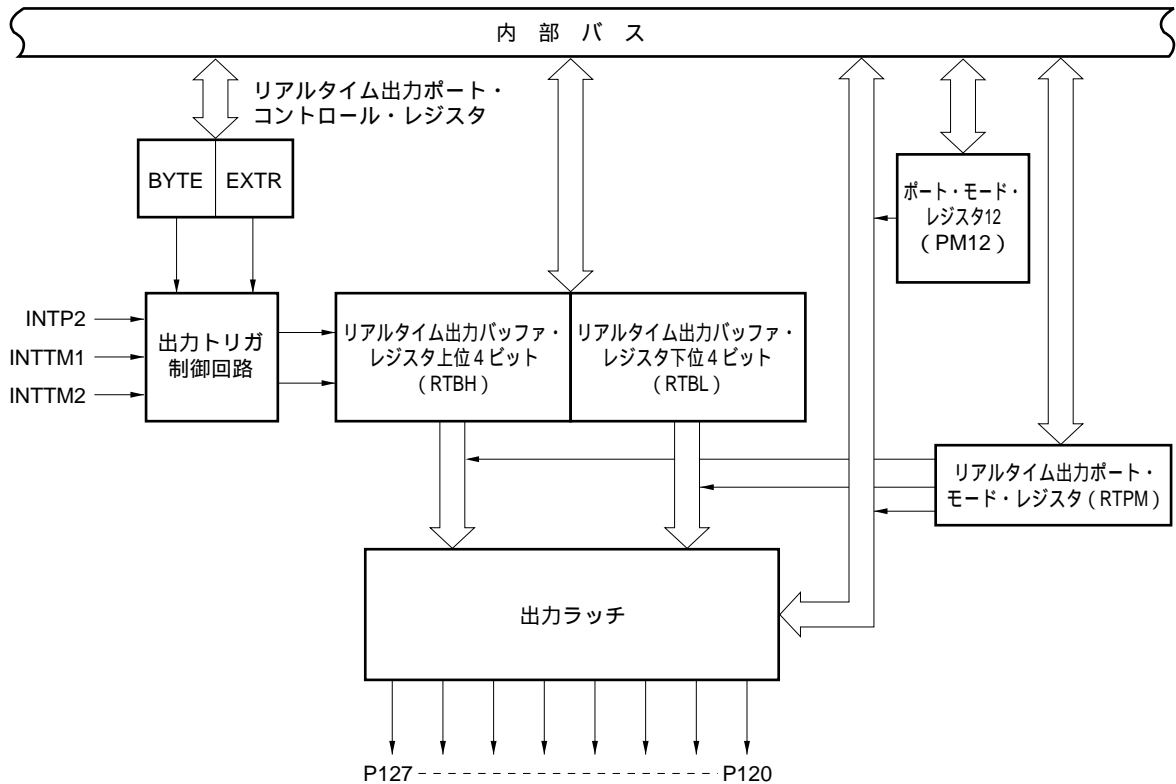 内 部 バ ス
リアルタイム出力ポート・
コントロール・レジスタ
BYTE EXTR
ポート・モード・
レジスタ12
(PM12)
INTP2
INTTM1
INTTM2
出力トリガ
制御回路
リアルタイム出力バッファ・
レジスタ上位4ビット
(RTBH)
リアルタイム出力バッファ・
レジスタ下位4ビット
(RTBL)
リアルタイム出力ポート・
モード・レジスタ(RTPM)
出力ラッチ
P127 P120